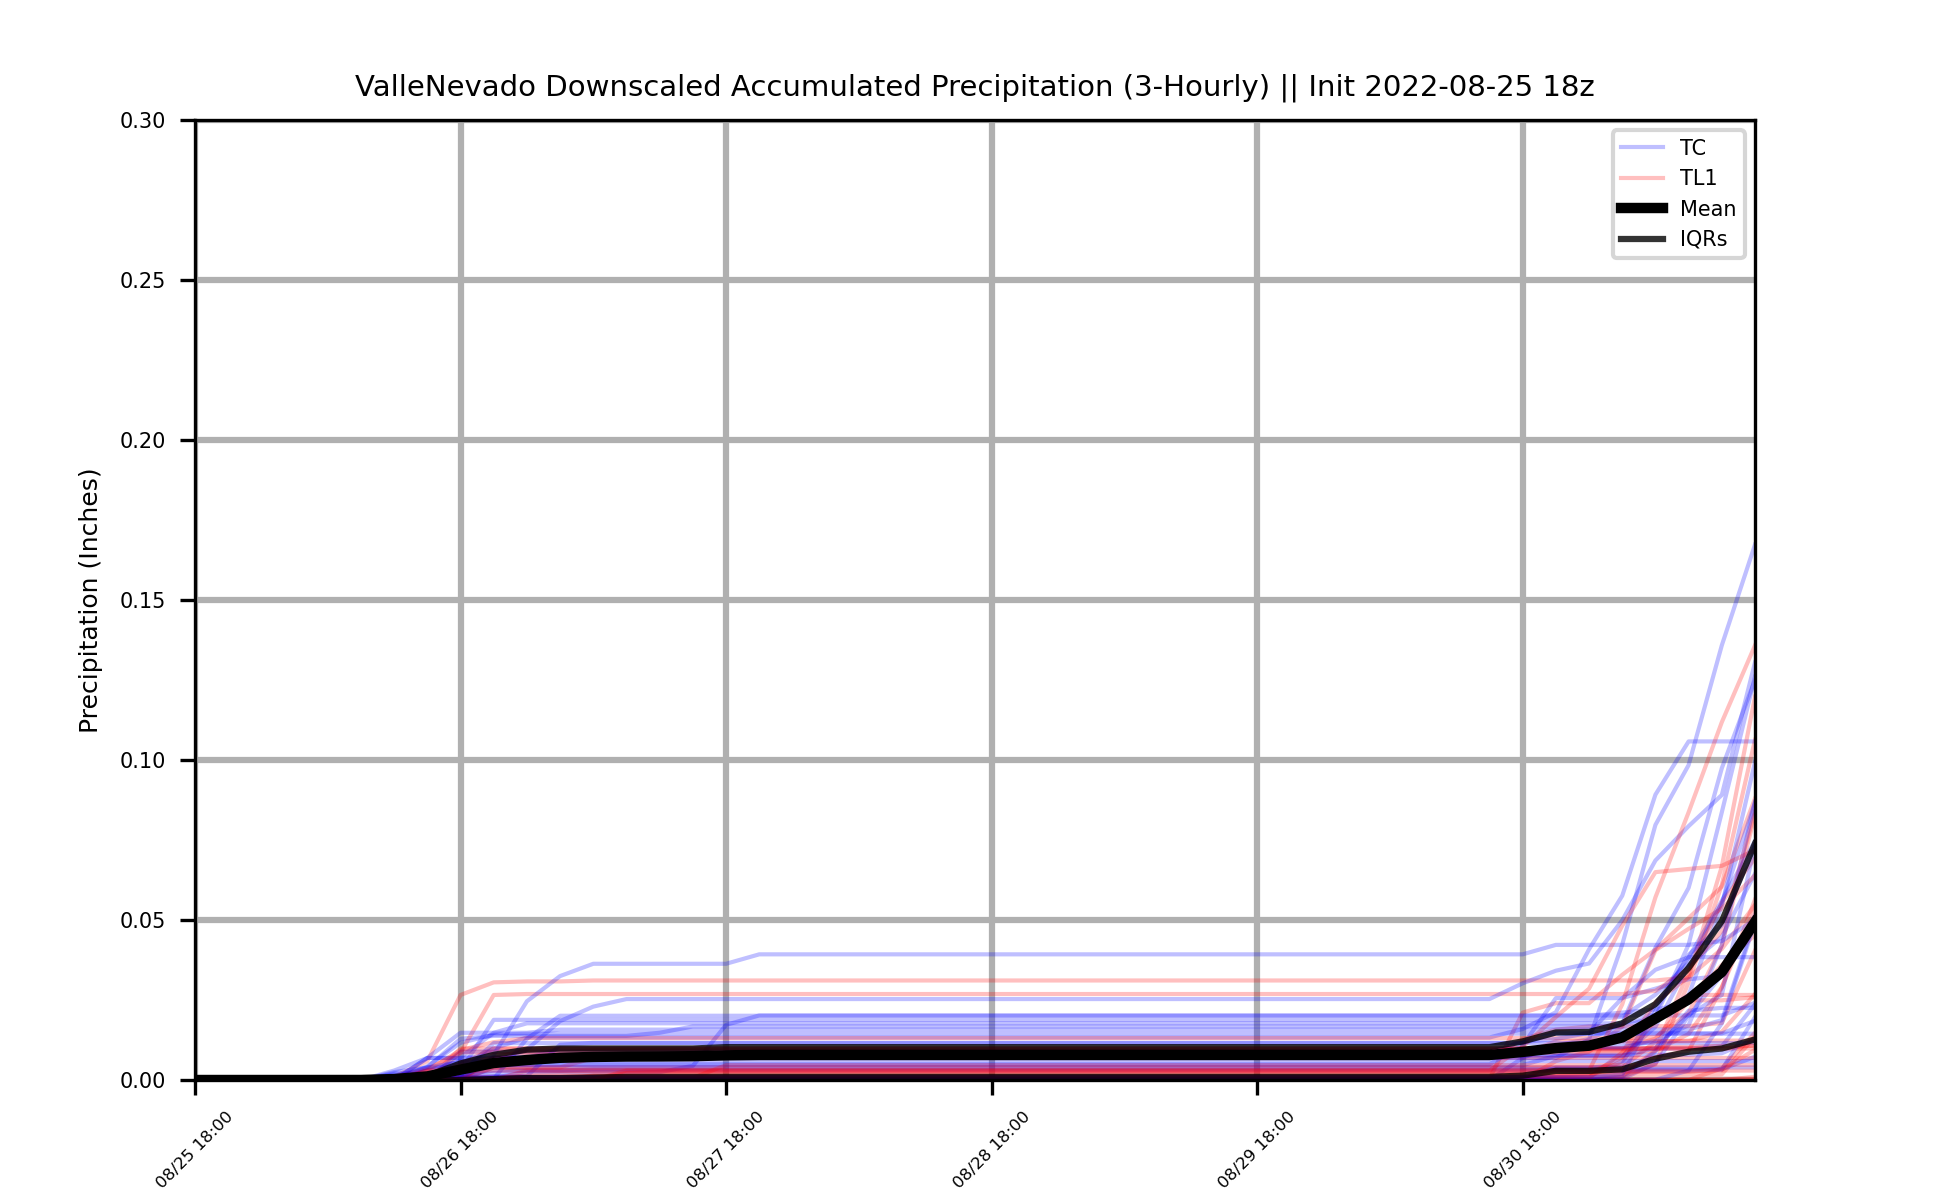 ValleNevado Downscaled Accumulated Precipitation (3-Hourly) || Init 2022-08-25 18z
Precipitation (Inches)
0.30
0.25
0.20
0.15
0.10
0.05
0.00
TC
TL1
Mean
IQRs
08/25 18:00
08/26 18:00
08/27 18:00
08/28 18:00
08/29 18:00
08/30 18:00